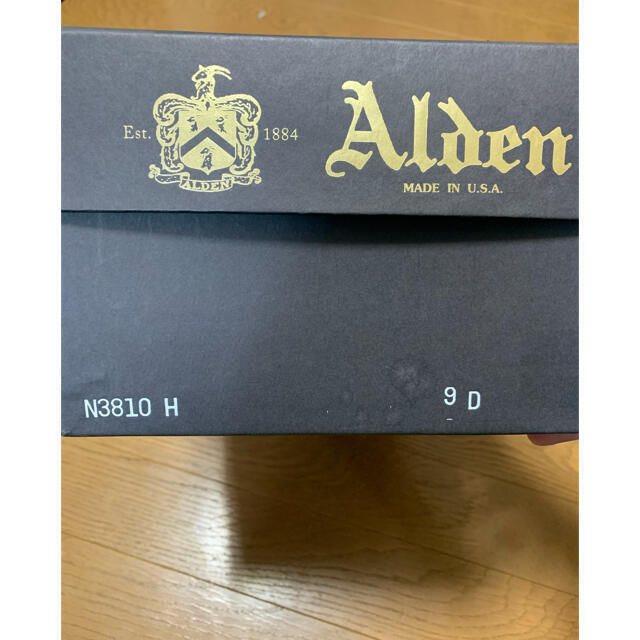 Est. 1884
ALDEN
Alden
MADE IN U.S.A.
N3810 H 9 D